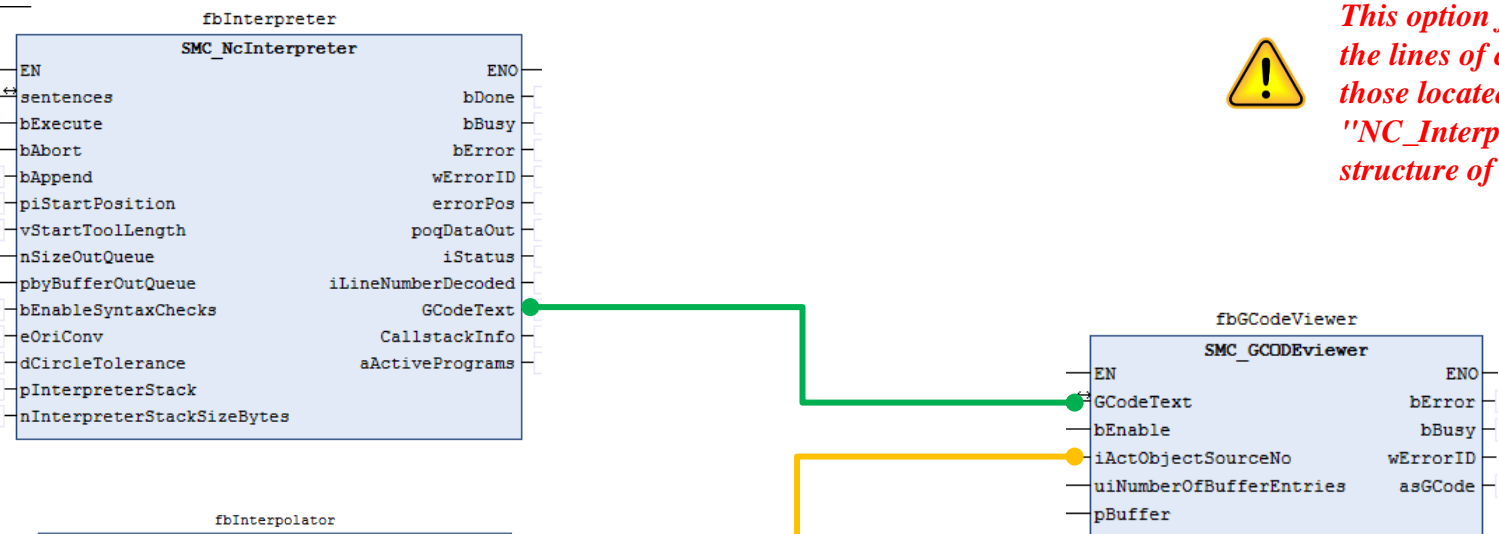 fbInterpreter
SMC_NcInterpreter
EN ENO
sentences bDone
bExecute bBusy
bAbort bError
bAppend wErrorID
piStartPosition errorPos
vStartToolLength poqDataOut
nSizeOutQueue iStatus
pbyBufferOutQueue iLineNumberDecoded
bEnableSyntaxChecks GCodeText
eOriConv CallstackInfo
dCircleTolerance aActivePrograms
pInterpreterStack
nInterpreterStackSizeBytes
This option
the lines of
those
"NC_Interp
structure of
fbGCodeViewer
SMC_GCODEviewer
EN ENO
GCodeText bError
bEnable bBusy
iActObjectSourceNo wErrorID
uiNumberOfBufferEntries asGCode
pBuffer
fbInterpolator